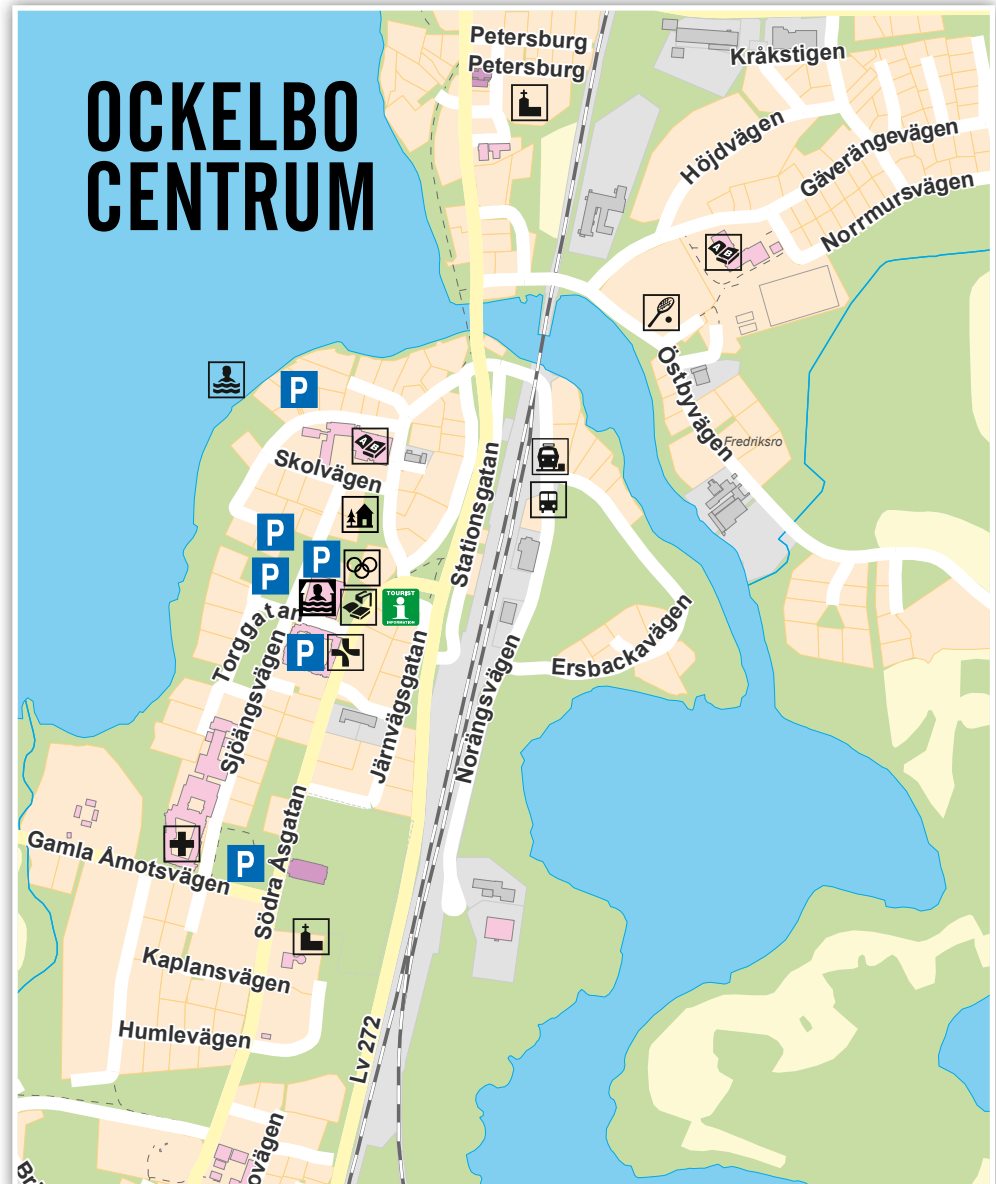 OCKELBO
CENTRUM
Petersburg
Petersburg
Kråkstigen
Höjdvägen
Gäverängevägen
Norrmursvägen
Östbyvägen
Fredriksro
P
Skolvägen
Stationsgatan
P
P
P
TOURIST
i
INFORMATION
Torggatan
P
Sjöängsvägen
Järnvägsgatan
Norängsvägen
Ersbackavägen
Gamla Åmotsvägen
P
Södra Åsgatan
Kaplansvägen
Humlevägen
Lv 272